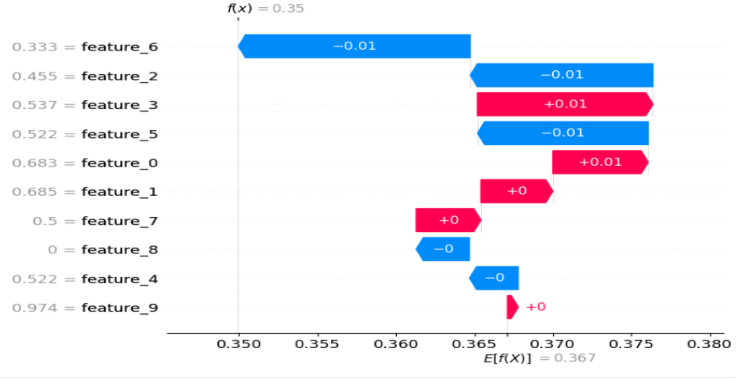 f(x) = 0.35
0.333 = feature_6 −0.01
0.455 = feature_2 −0.01
0.537 = feature_3 +0.01
0.522 = feature_5 −0.01
0.683 = feature_0 +0.01
0.685 = feature_1 +0
0.5 = feature_7 +0
0 = feature_8 −0
0.522 = feature_4 −0
0.974 = feature_9 +0
0.350 0.355 0.360 0.365 0.370 0.375 0.380
E[f(X)] = 0.367